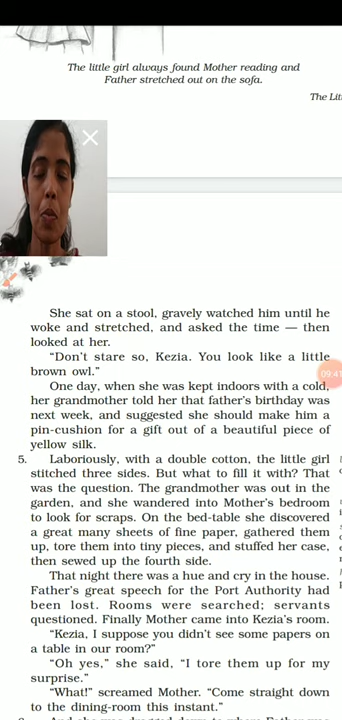 The little girl always found Mother reading and
Father stretched out on the sofa.
The Lit
She sat on a stool, gravely watched him until he
woke and stretched, and asked the time — then
looked at her.
“Don’t stare so, Kezia. You look like a little
brown owl.”
09:41
One day, when she was kept indoors with a cold,
her grandmother told her that father’s birthday was
next week, and suggested she should make him a
pin-cushion for a gift out of a beautiful piece of
yellow silk.
5. Laboriously, with a double cotton, the little girl
stitched three sides. But what to fill it with? That
was the question. The grandmother was out in the
garden, and she wandered into Mother’s bedroom
to look for scraps. On the bed-table she discovered
a great many sheets of fine paper, gathered them
up, tore them into tiny pieces, and stuffed her case,
then sewed up the fourth side.
That night there was a hue and cry in the house.
Father’s great speech for the Port Authority had
been lost. Rooms were searched; servants
questioned. Finally Mother came into Kezia’s room.
“Kezia, I suppose you didn’t see some papers on
a table in our room?”
“Oh yes,” she said, “I tore them up for my
surprise.”
“What!” screamed Mother. “Come straight down
to the dining-room this instant.”